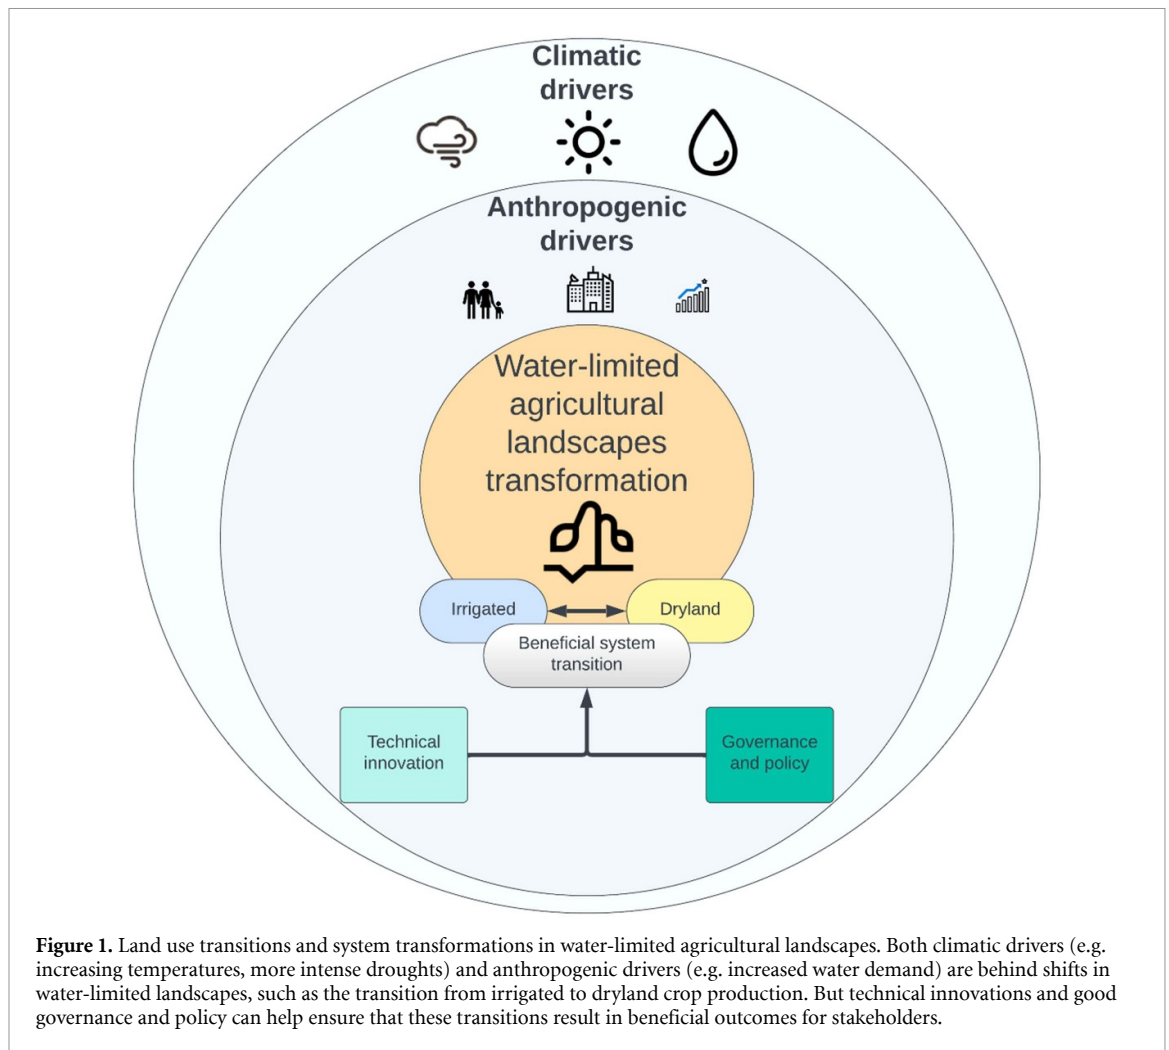 Climatic
drivers
Anthropogenic
drivers
Water-limited
agricultural
landscapes
transformation
Irrigated
Dryland
Beneficial system
transition
Technical
innovation
Governance
and policy
Figure 1. Land use transitions and system transformations in water-limited agricultural landscapes. Both climatic drivers (e.g.
increasing temperatures, more intense droughts) and anthropogenic drivers (e.g. increased water demand) are behind shifts in
water-limited landscapes, such as the transition from irrigated to dryland crop production. But technical innovations and good
governance and policy can help ensure that these transitions result in beneficial outcomes for stakeholders.